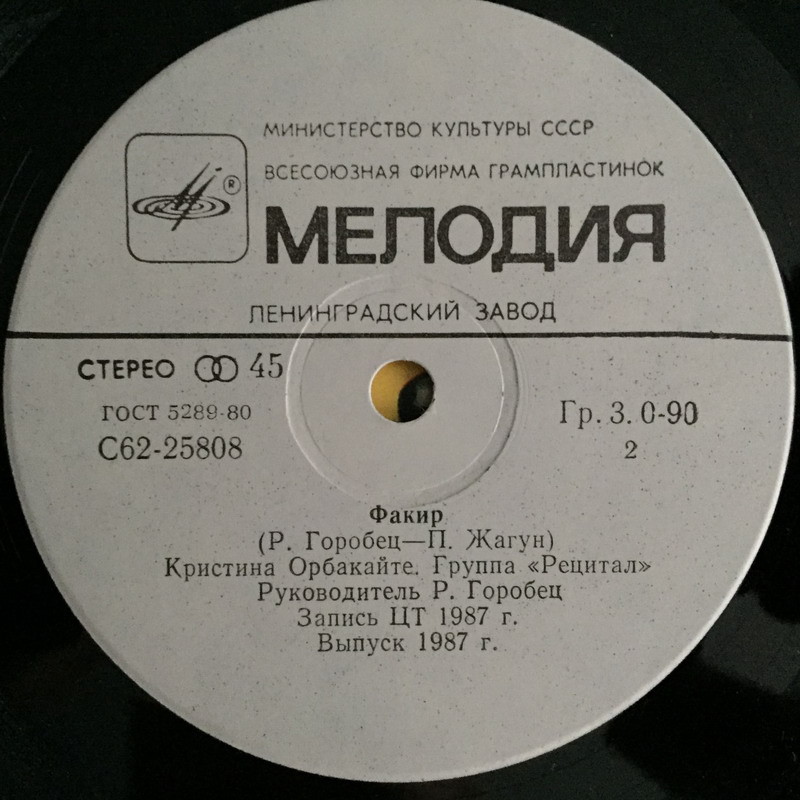 МИНИСТЕРСТВО КУЛЬТУРЫ СССР
ВСЕСОЮЗНАЯ ФИРМА ГРАМПЛАСТИНОК
®
МЕЛОДИЯ
ЛЕНИНГРАДСКИЙ ЗАВОД
СТЕРЕО 45
ГОСТ 5289-80
С62-25808
Гр. 3. 0-90
2
Факир
(Р. Горобец—П. Жагун)
Кристина Орбакайте. Группа «Рецитал»
Руководитель Р. Горобец
Запись ЦТ 1987 г.
Выпуск 1987 г.